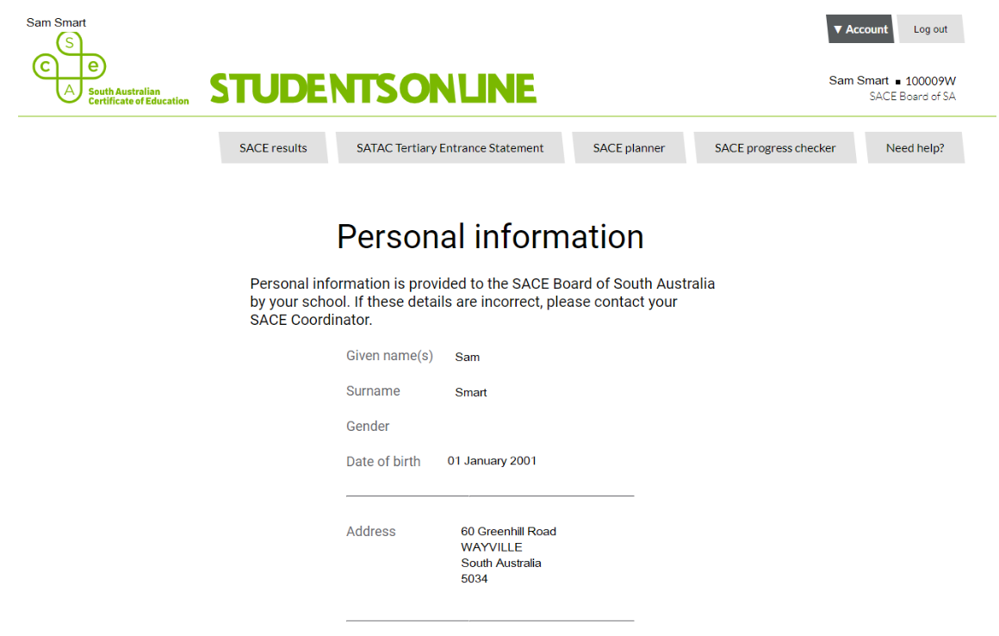 Sam Smart
▼ Account
Log out
S
C
e
A
South Australian
Certificate of Education
STUDENTS ONLINE
Sam Smart ■ 100009W
SACE Board of SA
SACE results
SATAC Tertiary Entrance Statement
SACE planner
SACE progress checker
Need help?
Personal information
Personal information is provided to the SACE Board of South Australia
by your school. If these details are incorrect, please contact your
SACE Coordinator.
Given name(s) Sam
Surname Smart
Gender
Date of birth 01 January 2001
Address 60 Greenhill Road
WAYVILLE
South Australia
5034